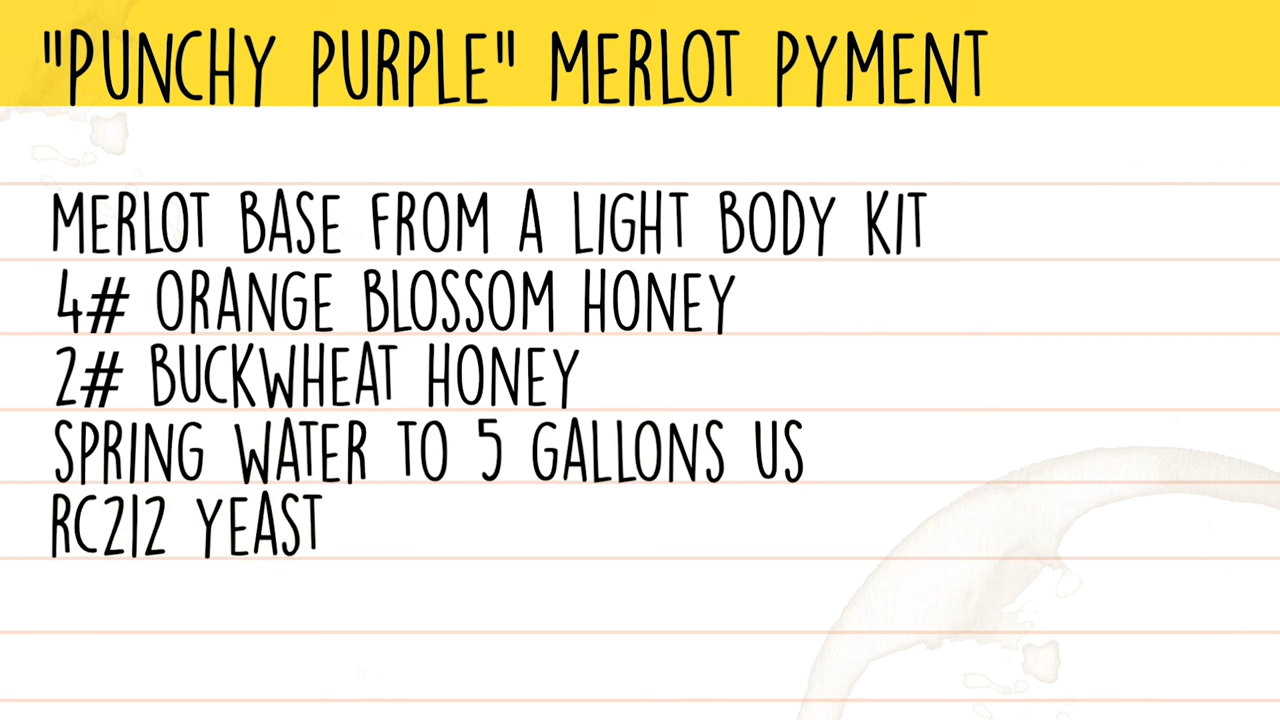 "PUNCHY PURPLE" MERLOT PYMENT
MERLOT BASE FROM A LIGHT BODY KIT
4# ORANGE BLOSSOM HONEY
2# BUCKWHEAT HONEY
SPRING WATER TO 5 GALLONS US
RC212 YEAST